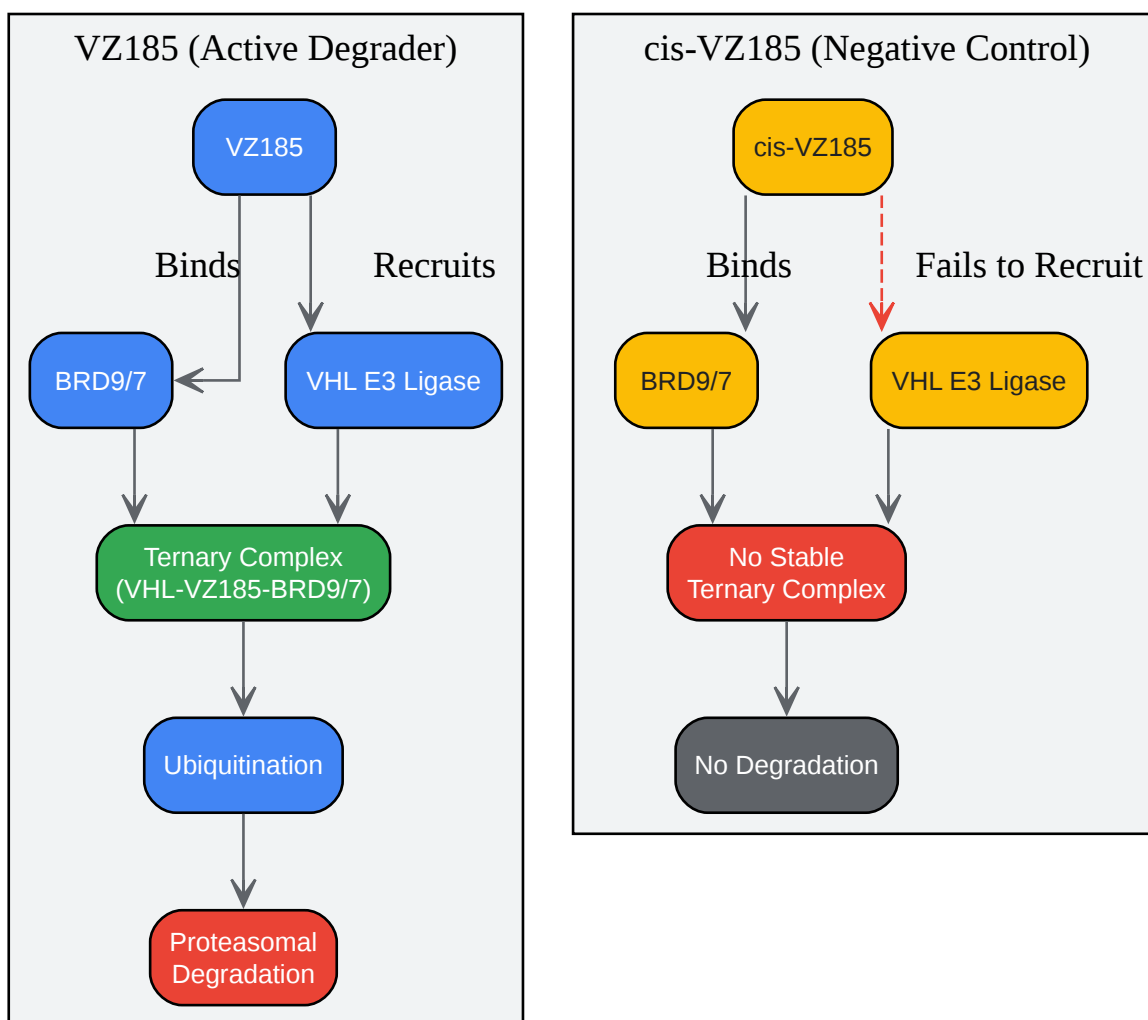 VZ185 (Active Degrader)
VZ185
Binds
Recruits
BRD9/7
VHL E3 Ligase
Ternary Complex
(VHL-VZ185-BRD9/7)
Ubiquitination
Proteasomal
Degradation
cis-VZ185 (Negative Control)
cis-VZ185
Binds
Fails to Recruit
BRD9/7
VHL E3 Ligase
No Stable
Ternary Complex
No Degradation